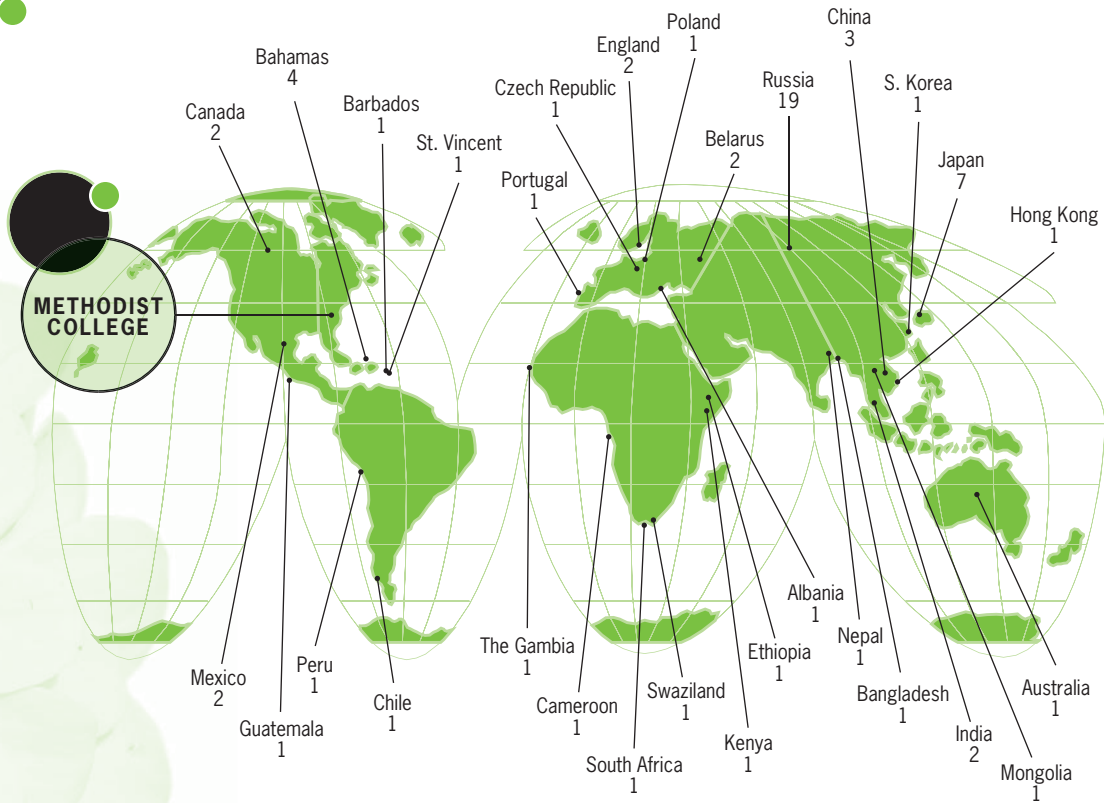 Poland
1
China
3
England
2
Bahamas
4
Russia
19
S. Korea
1
Czech Republic
1
Barbados
1
Canada
2
Belarus
2
St. Vincent
1
Japan
7
Portugal
1
Hong Kong
1
METHODIST
COLLEGE
Albania
1
The Gambia
1
Nepal
1
Ethiopia
1
Peru
1
Mexico
2
Swaziland
1
Bangladesh
1
Australia
1
Chile
1
Cameroon
1
Guatemala
1
India
2
Kenya
1
South Africa
1
Mongolia
1